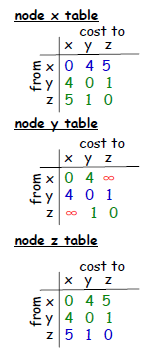 node x table
cost to
x y z
from
x 0 4 5
y 4 0 1
z 5 1 0
node y table
cost to
x y z
from
x 0 4 ∞
y 4 0 1
z ∞ 1 0
node z table
cost to
x y z
from
x 0 4 5
y 4 0 1
z 5 1 0